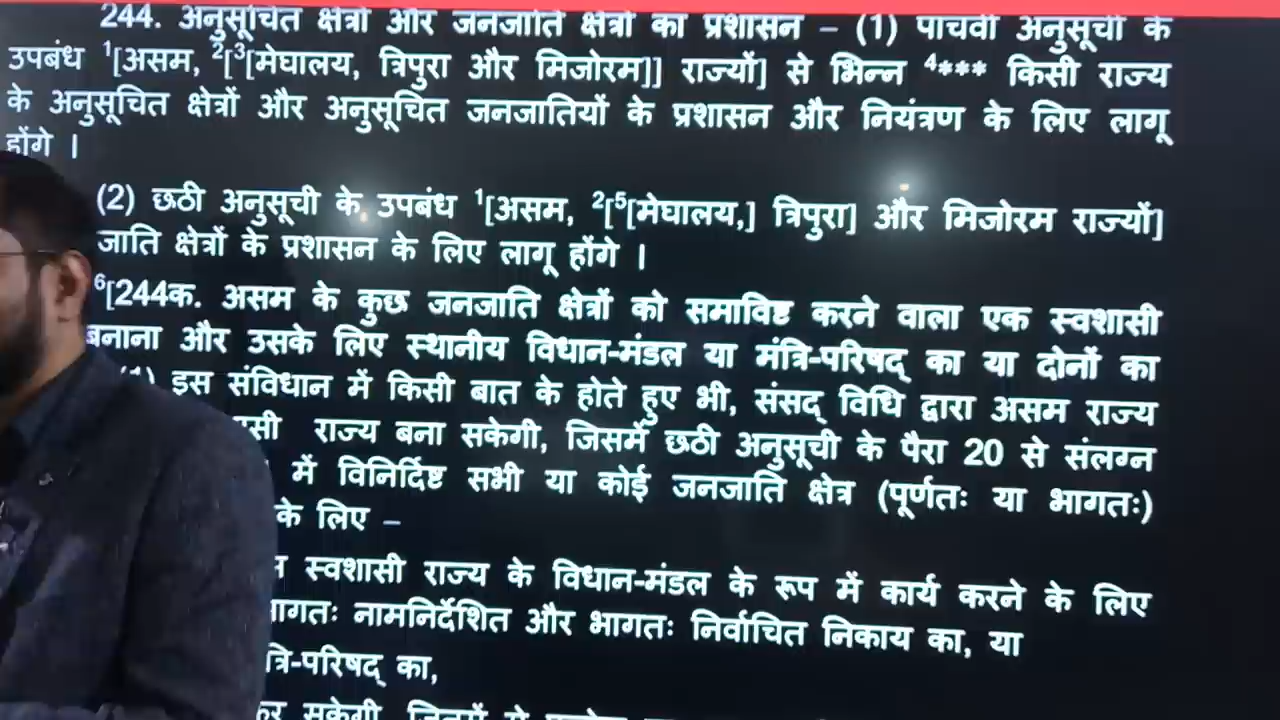 244. अनुसूचित क्षेत्रों और जनजाति क्षेत्रों का प्रशासन – (1) पांचवीं अनुसूची के
उपबंध ¹[असम, ²[³[मेघालय, त्रिपुरा और मिजोरम]] राज्यों] से भिन्न ⁴*** किसी राज्य
के अनुसूचित क्षेत्रों और अनुसूचित जनजातियों के प्रशासन और नियंत्रण के लिए लागू
होंगे ।
(2) छठी अनुसूची के उपबंध ¹[असम, ²[⁵[मेघालय,] त्रिपुरा] और मिजोरम राज्यों]
जाति क्षेत्रों के प्रशासन के लिए लागू होंगे ।
⁶[244क. असम के कुछ जनजाति क्षेत्रों को समाविष्ट करने वाला एक स्वशासी
बनाना और उसके लिए स्थानीय विधान-मंडल या मंत्रि-परिषद् का या दोनों का
(1) इस संविधान में किसी बात के होते हुए भी, संसद् विधि द्वारा असम राज्य
राज्य बना सकेगी, जिसमें छठी अनुसूची के पैरा 20 से संलग्न
में विनिर्दिष्ट सभी या कोई जनजाति क्षेत्र (पूर्णतः या भागतः)
के लिए –
स्वशासी राज्य के विधान-मंडल के रूप में कार्य करने के लिए
नामनिर्देशित और भागतः निर्वाचित निकाय का, या
त्रि-परिषद् का,